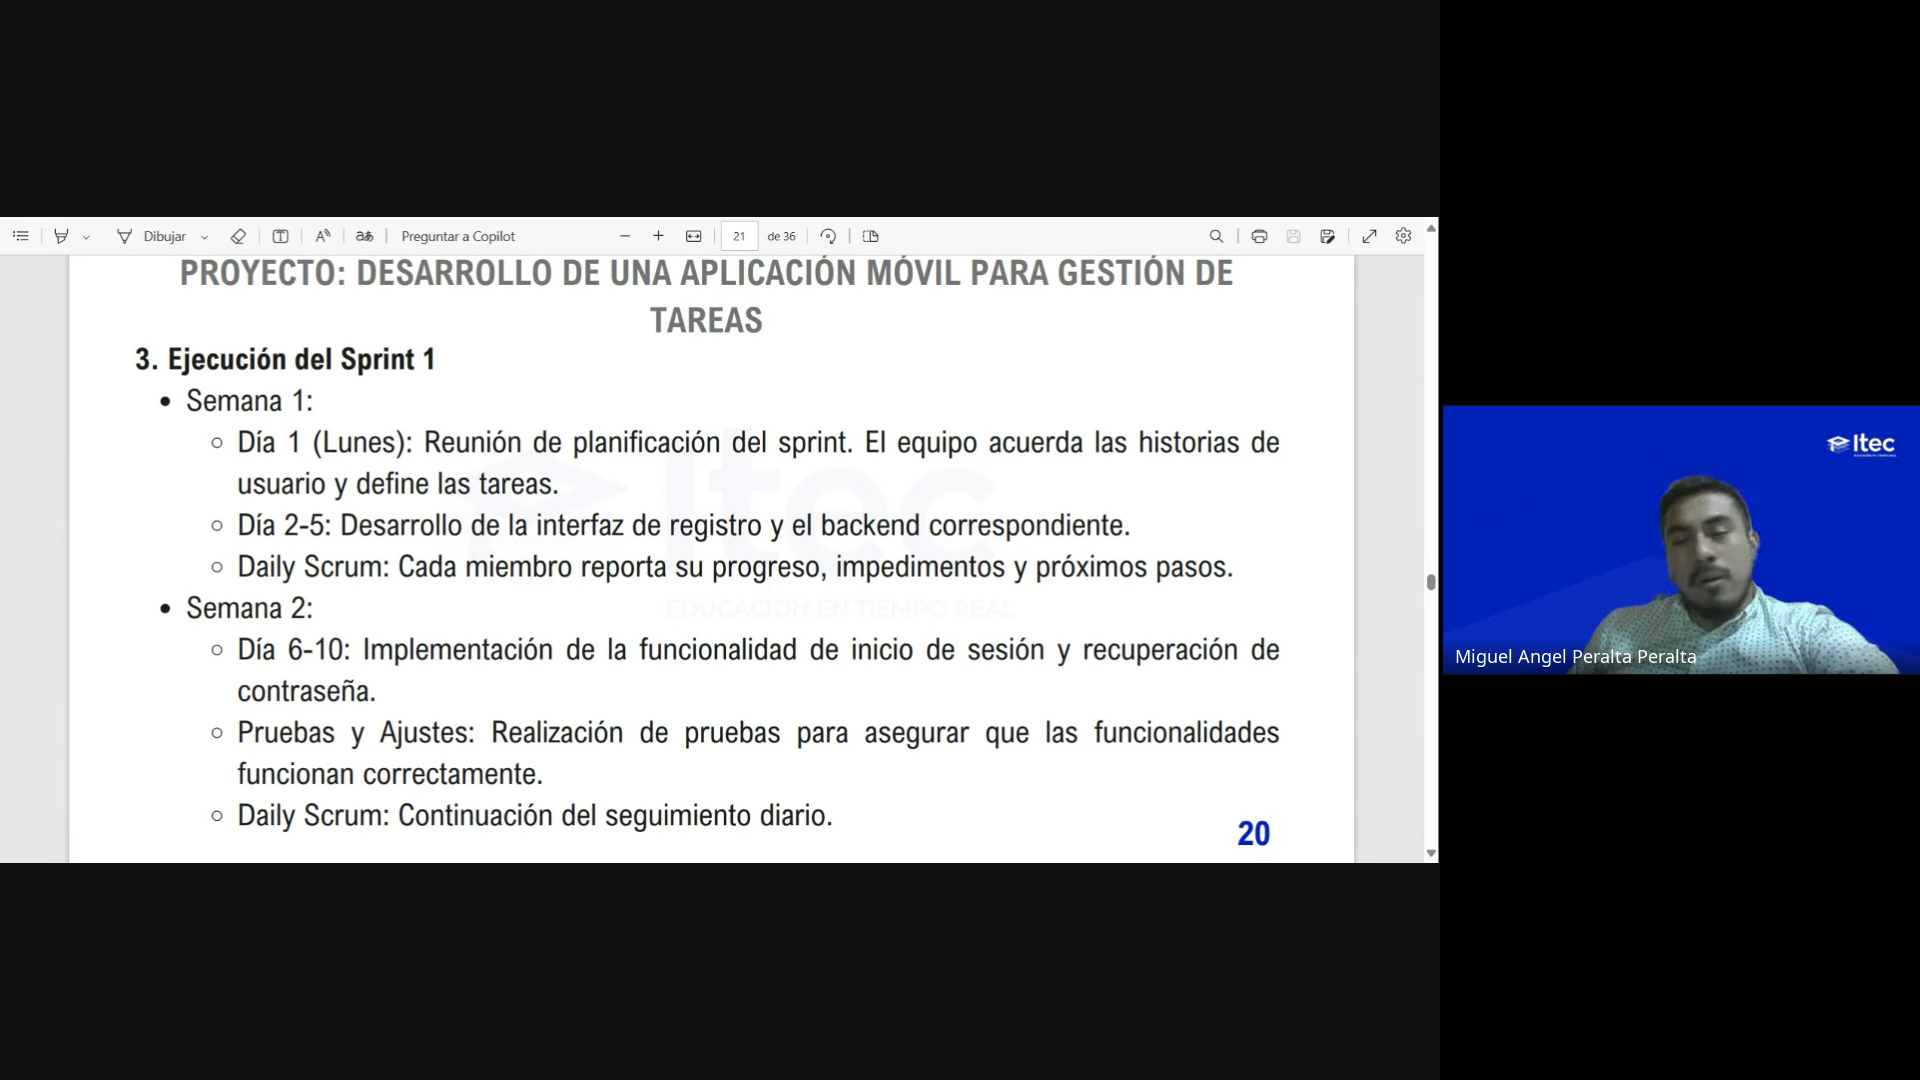 Dibujar
Preguntar a Copilot
21
de 36
PROYECTO: DESARROLLO DE UNA APLICACIÓN MÓVIL PARA GESTIÓN DE
TAREAS
3. Ejecución del Sprint 1
• Semana 1:
○ Día 1 (Lunes): Reunión de planificación del sprint. El equipo acuerda las historias de
usuario y define las tareas.
○ Día 2-5: Desarrollo de la interfaz de registro y el backend correspondiente.
○ Daily Scrum: Cada miembro reporta su progreso, impedimentos y próximos pasos.
• Semana 2:
○ Día 6-10: Implementación de la funcionalidad de inicio de sesión y recuperación de
contraseña.
○ Pruebas y Ajustes: Realización de pruebas para asegurar que las funcionalidades
funcionan correctamente.
○ Daily Scrum: Continuación del seguimiento diario.
20
Itec
EDUCACIÓN EN TIEMPO REAL
Itec
Miguel Angel Peralta Peralta